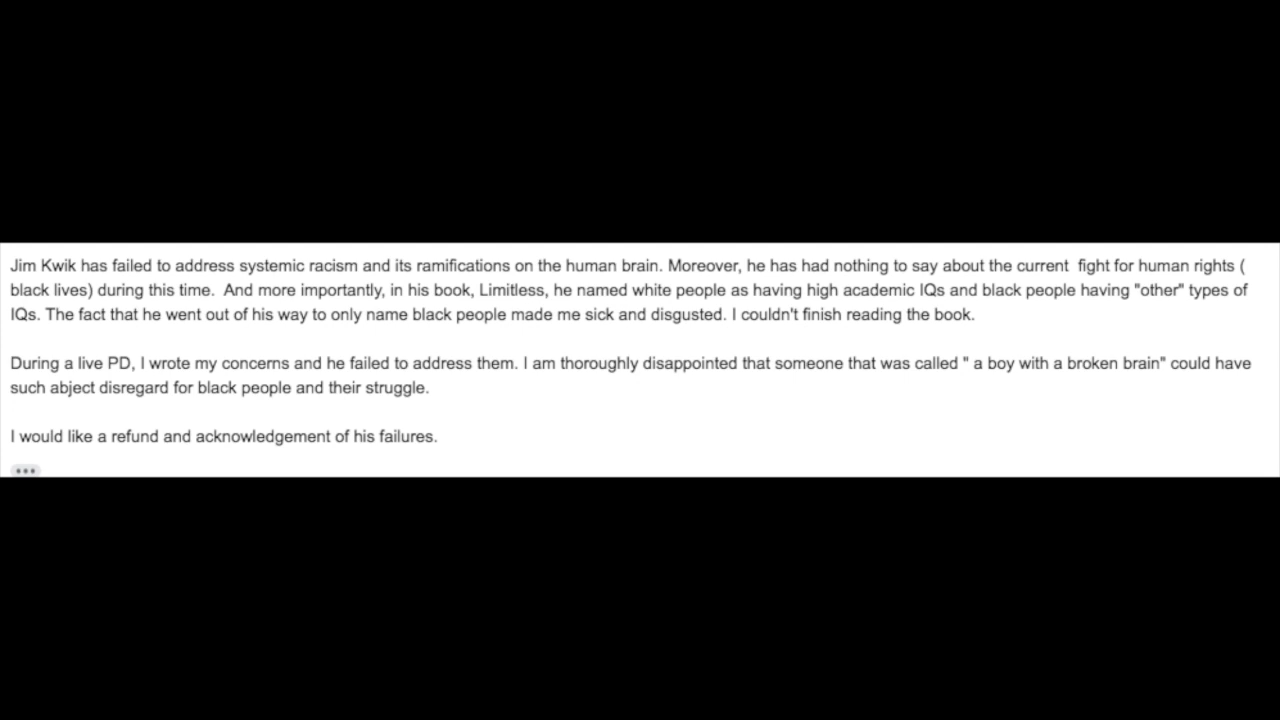 Jim Kwik has failed to address systemic racism and its ramifications on the human brain. Moreover, he has had nothing to say about the current  fight for human rights (
black lives) during this time.  And more importantly, in his book, Limitless, he named white people as having high academic IQs and black people having "other" types of
IQs. The fact that he went out of his way to only name black people made me sick and disgusted. I couldn't finish reading the book.
During a live PD, I wrote my concerns and he failed to address them. I am thoroughly disappointed that someone that was called " a boy with a broken brain" could have
such abject disregard for black people and their struggle.
I would like a refund and acknowledgement of his failures.